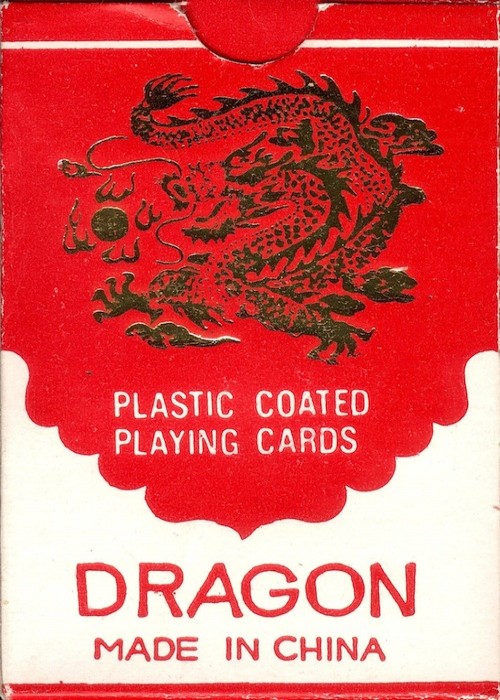 PLASTIC COATED
PLAYING CARDS
DRAGON
MADE IN CHINA